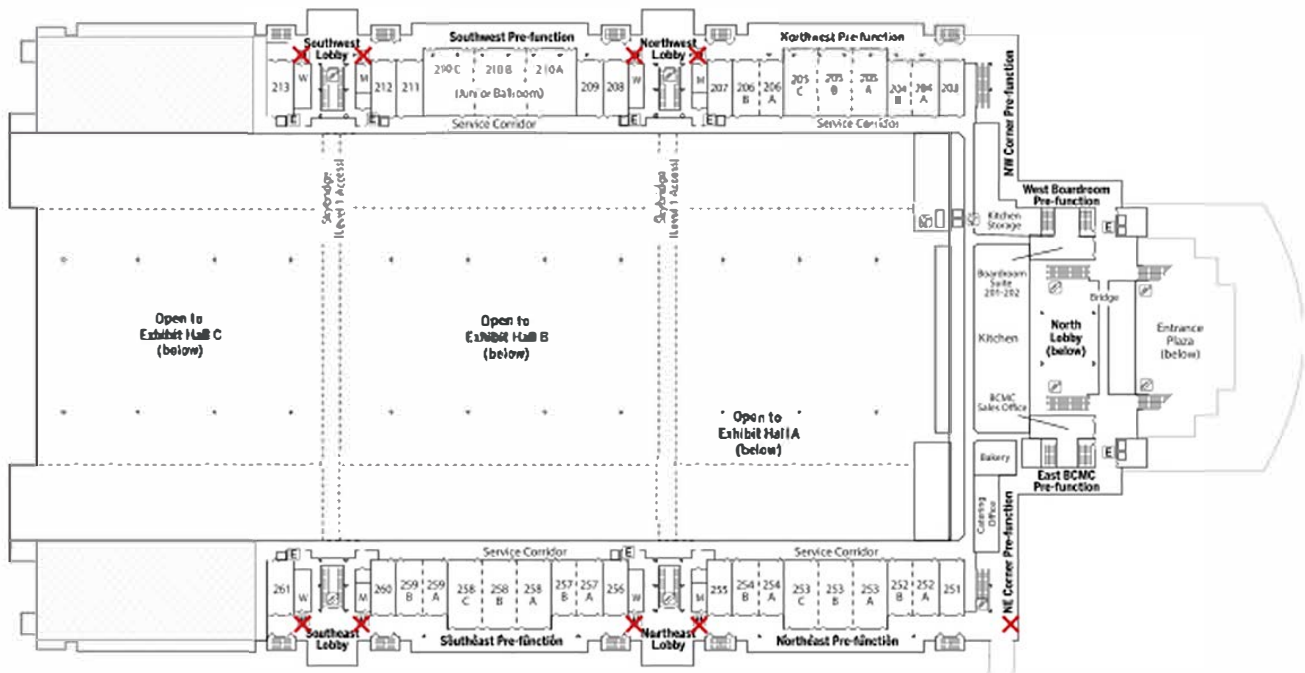 Southwest
Lobby
Southwest Pre-function
Northwest
Lobby
Northwest Pre-function
213
W
M
212
211
210 C
210 B
210 A
(Junior Ballroom)
209
208
W
M
207
206
B
206
A
205
C
205
B
205
A
204
B
204
A
203
E
E
E
E
Service Corridor
Service Corridor
NW Corner Pre-function
Skybridge
(Level 1 Access)
Skybridge
(Level 1 Access)
West Boardroom
Pre-function
Kitchen
Storage
E
Boardroom
Suite
201-202
Bridge
Open to
Exhibit Hall C
(below)
Open to
Exhibit Hall B
(below)
Kitchen
North
Lobby
(below)
Entrance
Plaza
(below)
BCMC
Sales Office
Open to
Exhibit Hall A
(below)
Bakery
E
East BCMC
Pre-function
Catering
Office
NE Corner Pre-function
E
Service Corridor
E
Service Corridor
261
W
M
260
259
B
259
A
258
C
258
B
258
A
257
B
257
A
256
W
M
255
254
B
254
A
253
C
253
B
253
A
252
B
252
A
251
Southeast
Lobby
Southeast Pre-function
Northeast
Lobby
Northeast Pre-function